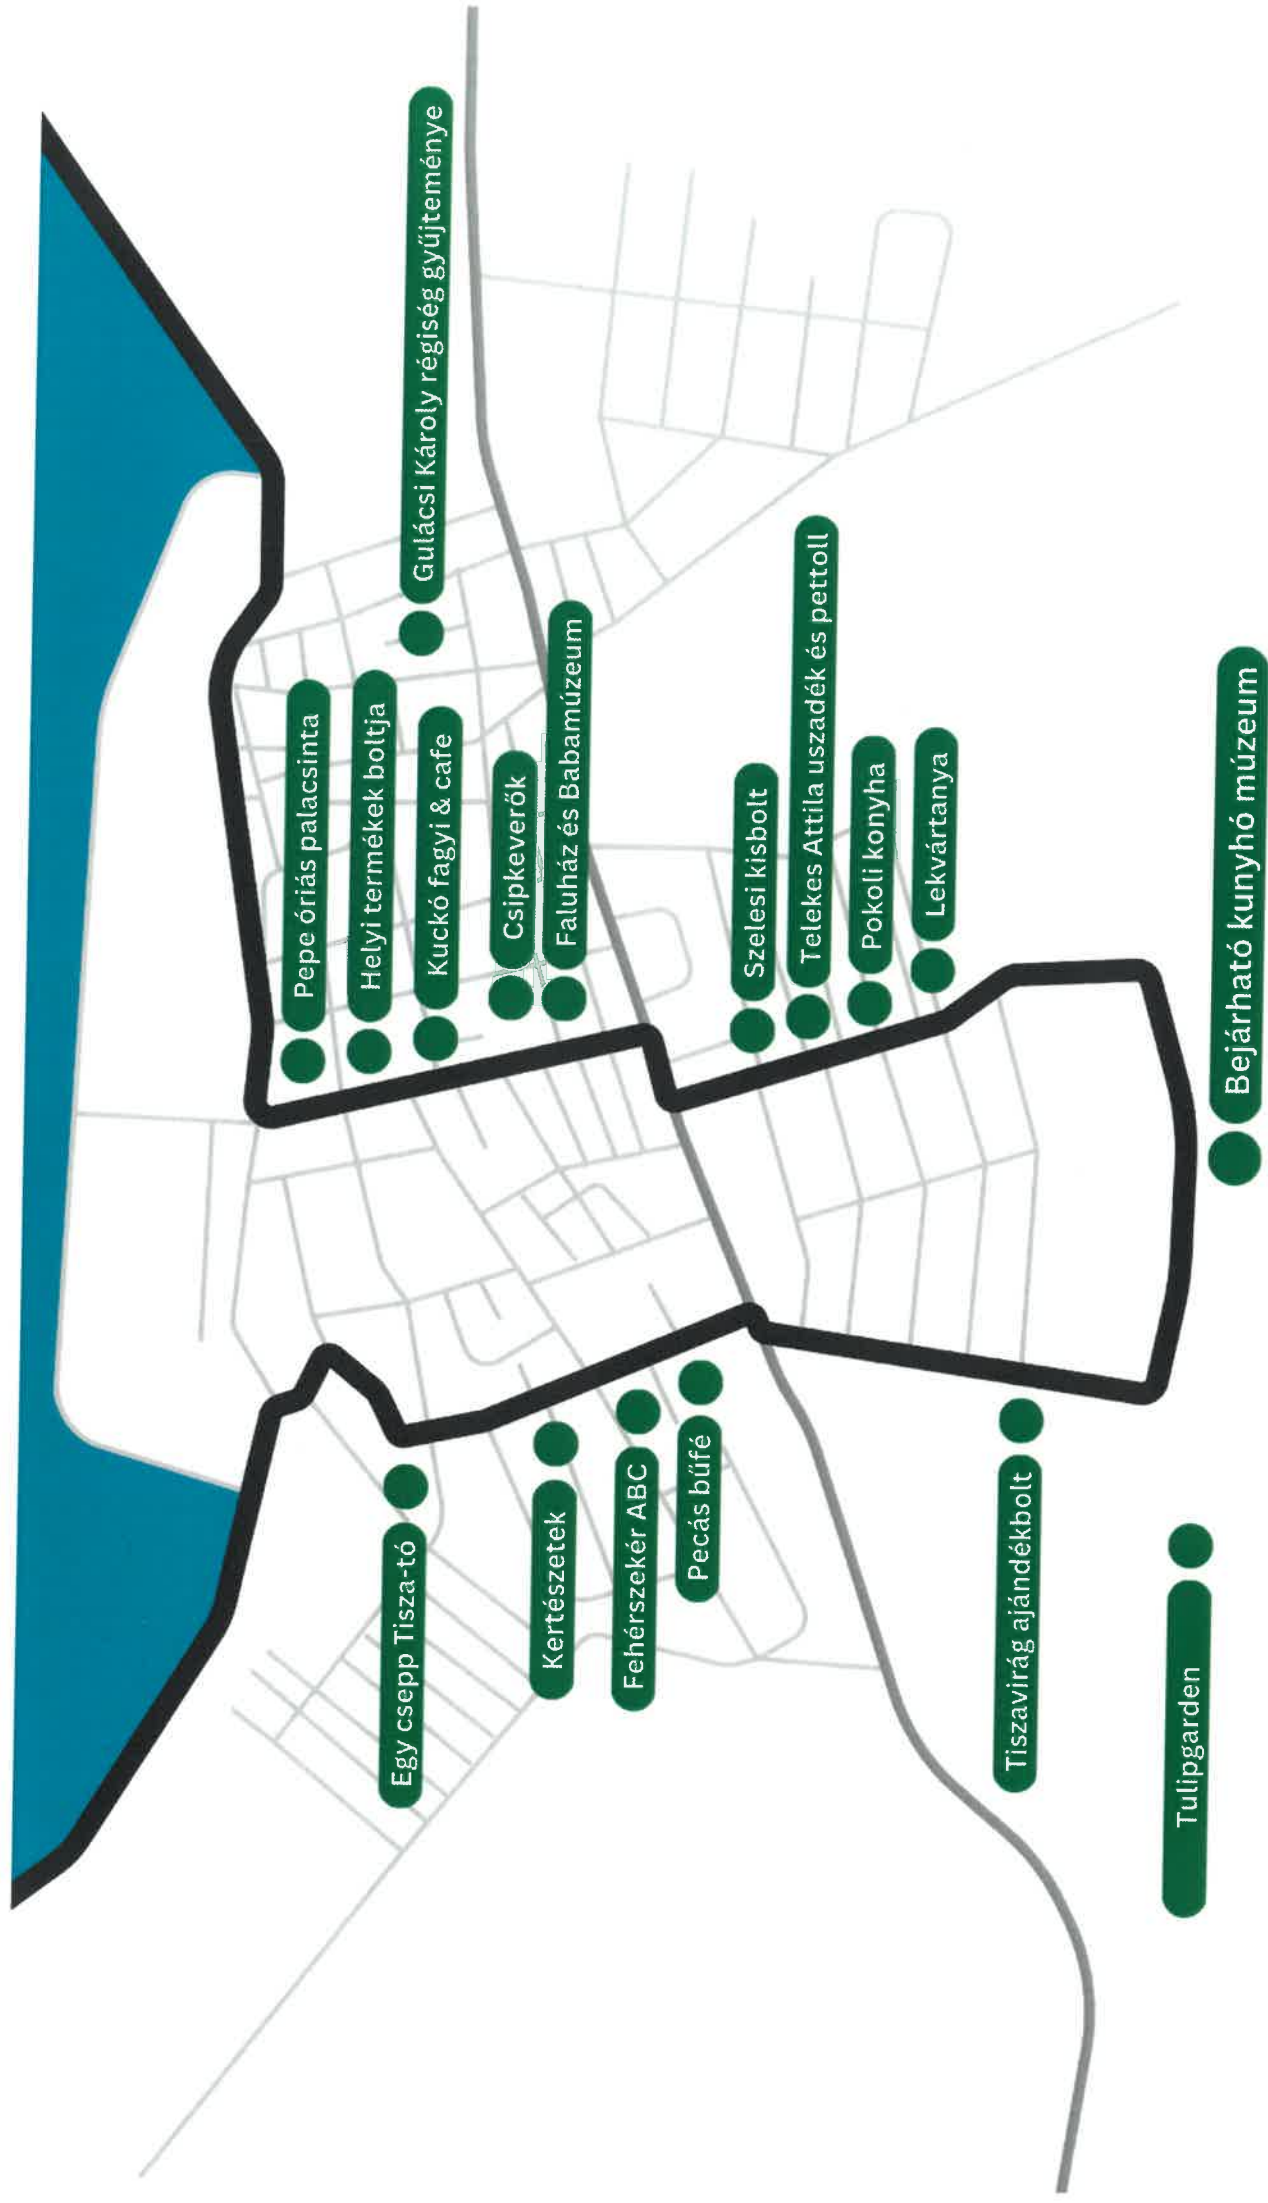 Pepe óriás palacsinta
Helyi termékek boltja
Egy csepp Tisza-tó
Gulácsi Károly régiség gyűjteménye
Kuckó fagyi & cafe
Csipkeverők
Kertészetek
Faluház és Babamúzeum
Fehérszekér ABC
Pecás büfé
Szelesi kisbolt
Telekes Attila uszadék és pettoll
Pokoli konyha
Lekvártanya
Tiszavirág ajándékbolt
Tulipgarden
Bejárható kunyhó múzeum